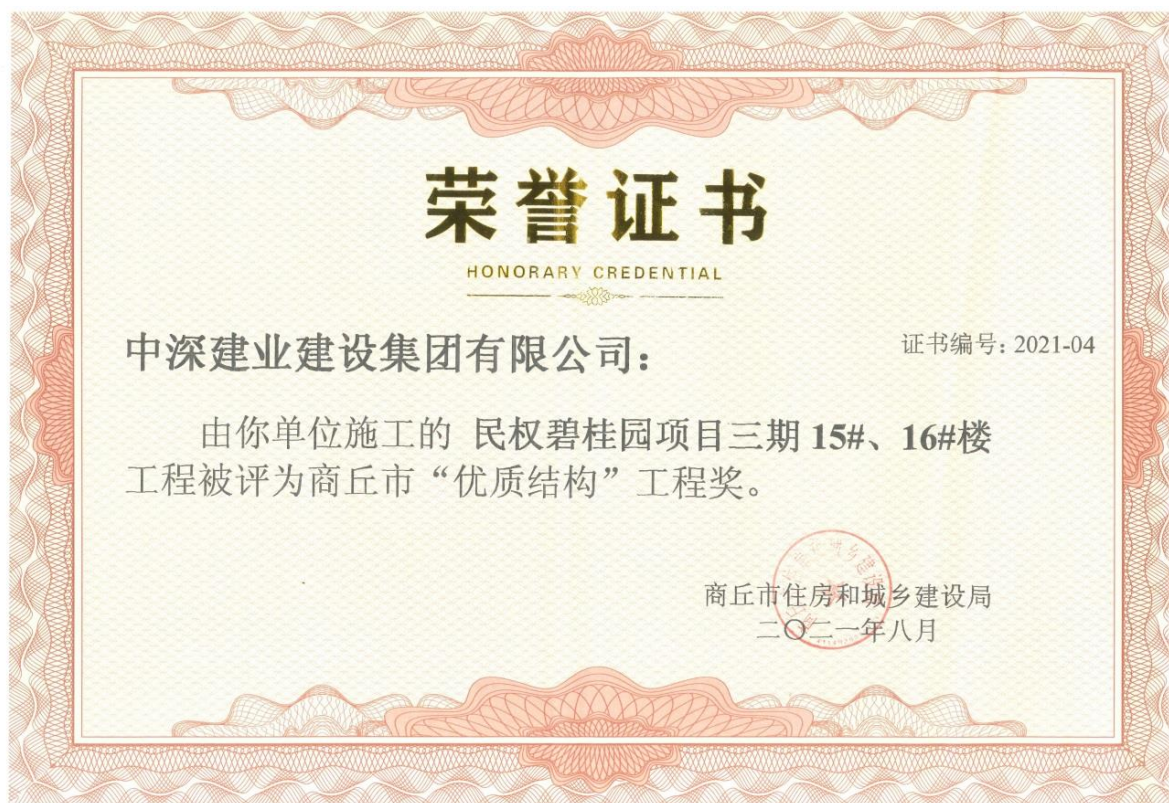 荣誉证书
HONORARY CREDENTIAL
中深建业建设集团有限公司：
证书编号：2021-04
由你单位施工的 民权碧桂园项目三期 15#、16#楼
工程被评为商丘市“优质结构”工程奖。
商丘市住房和城乡建设局
二〇二一年八月